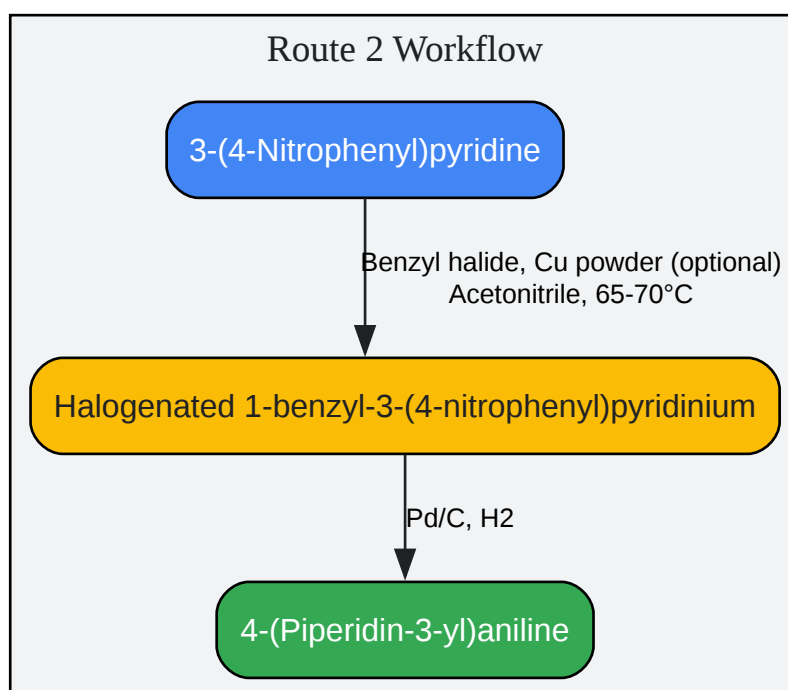 Route 2 Workflow
3-(4-Nitrophenyl)pyridine
Benzyl halide, Cu powder (optional)
Acetonitrile, 65-70°C
Halogenated 1-benzyl-3-(4-nitrophenyl)pyridinium
Pd/C, H2
4-(Piperidin-3-yl)aniline